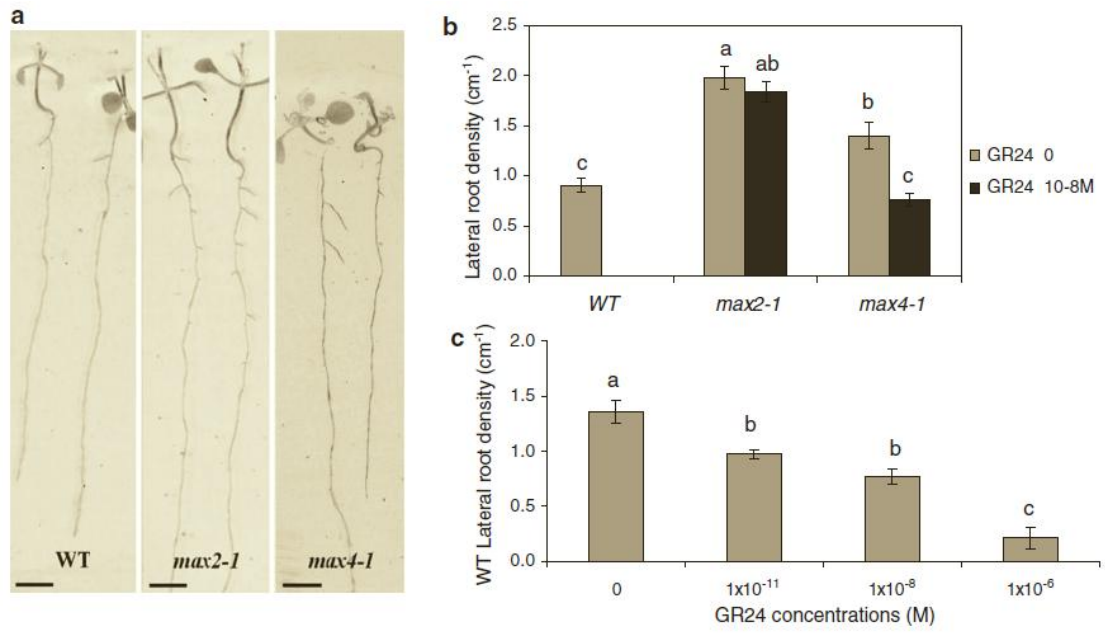 a
WT
max2-1
max4-1
b
Lateral root density (cm⁻¹)
2.5
2.0
1.5
1.0
0.5
0.0
c
a
ab
b
c
WT
max2-1
max4-1
GR24 0
GR24 10-8M
c
WT Lateral root density (cm⁻¹)
2.0
1.5
1.0
0.5
0.0
a
b
b
c
0
1x10⁻¹¹
1x10⁻⁸
1x10⁻⁶
GR24 concentrations (M)